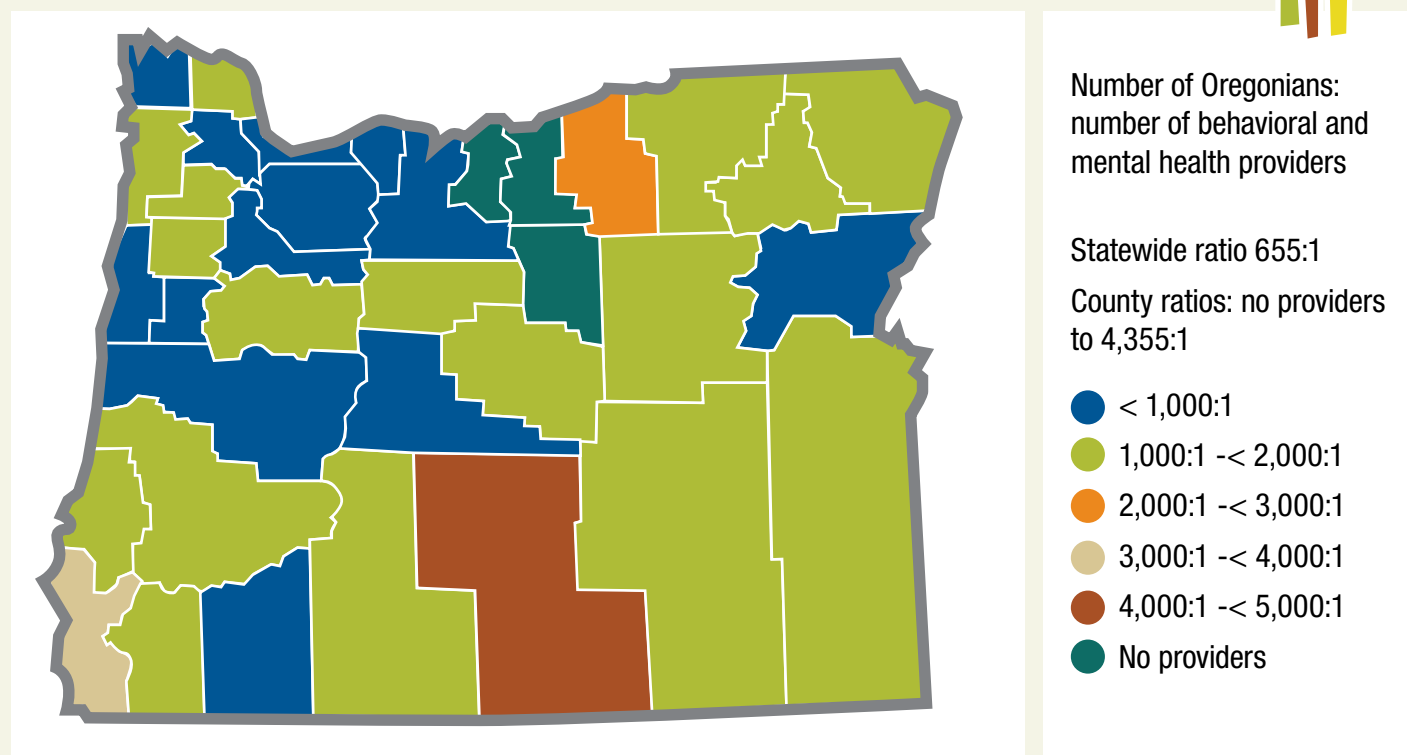 Number of Oregonians:
number of behavioral and
mental health providers
Statewide ratio 655:1
County ratios: no providers
to 4,355:1
< 1,000:1
1,000:1 -< 2,000:1
2,000:1 -< 3,000:1
3,000:1 -< 4,000:1
4,000:1 -< 5,000:1
No providers